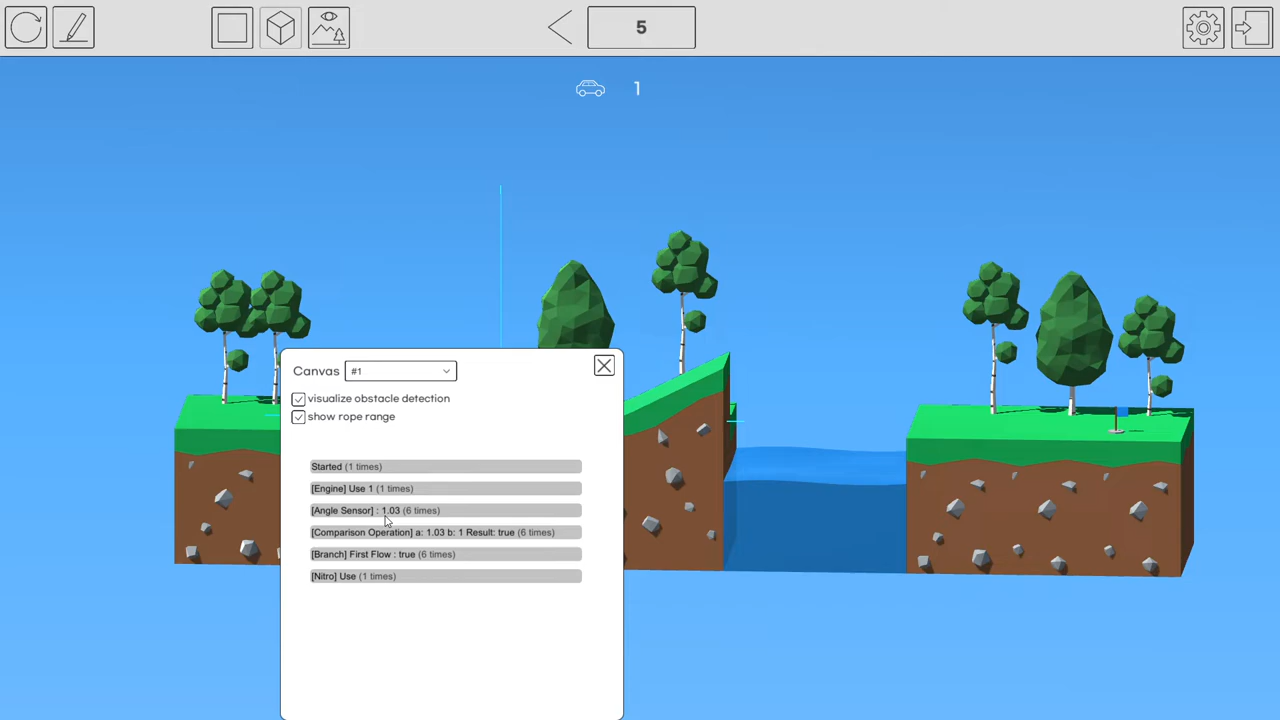 5
1
Canvas #1
visualize obstacle detection
show rope range
Started (1 times)
[Engine] Use 1 (1 times)
[Angle Sensor] : 1.03 (6 times)
[Comparison Operation] a: 1.03 b: 1 Result: true (6 times)
[Branch] First Flow : true (6 times)
[Nitro] Use (1 times)